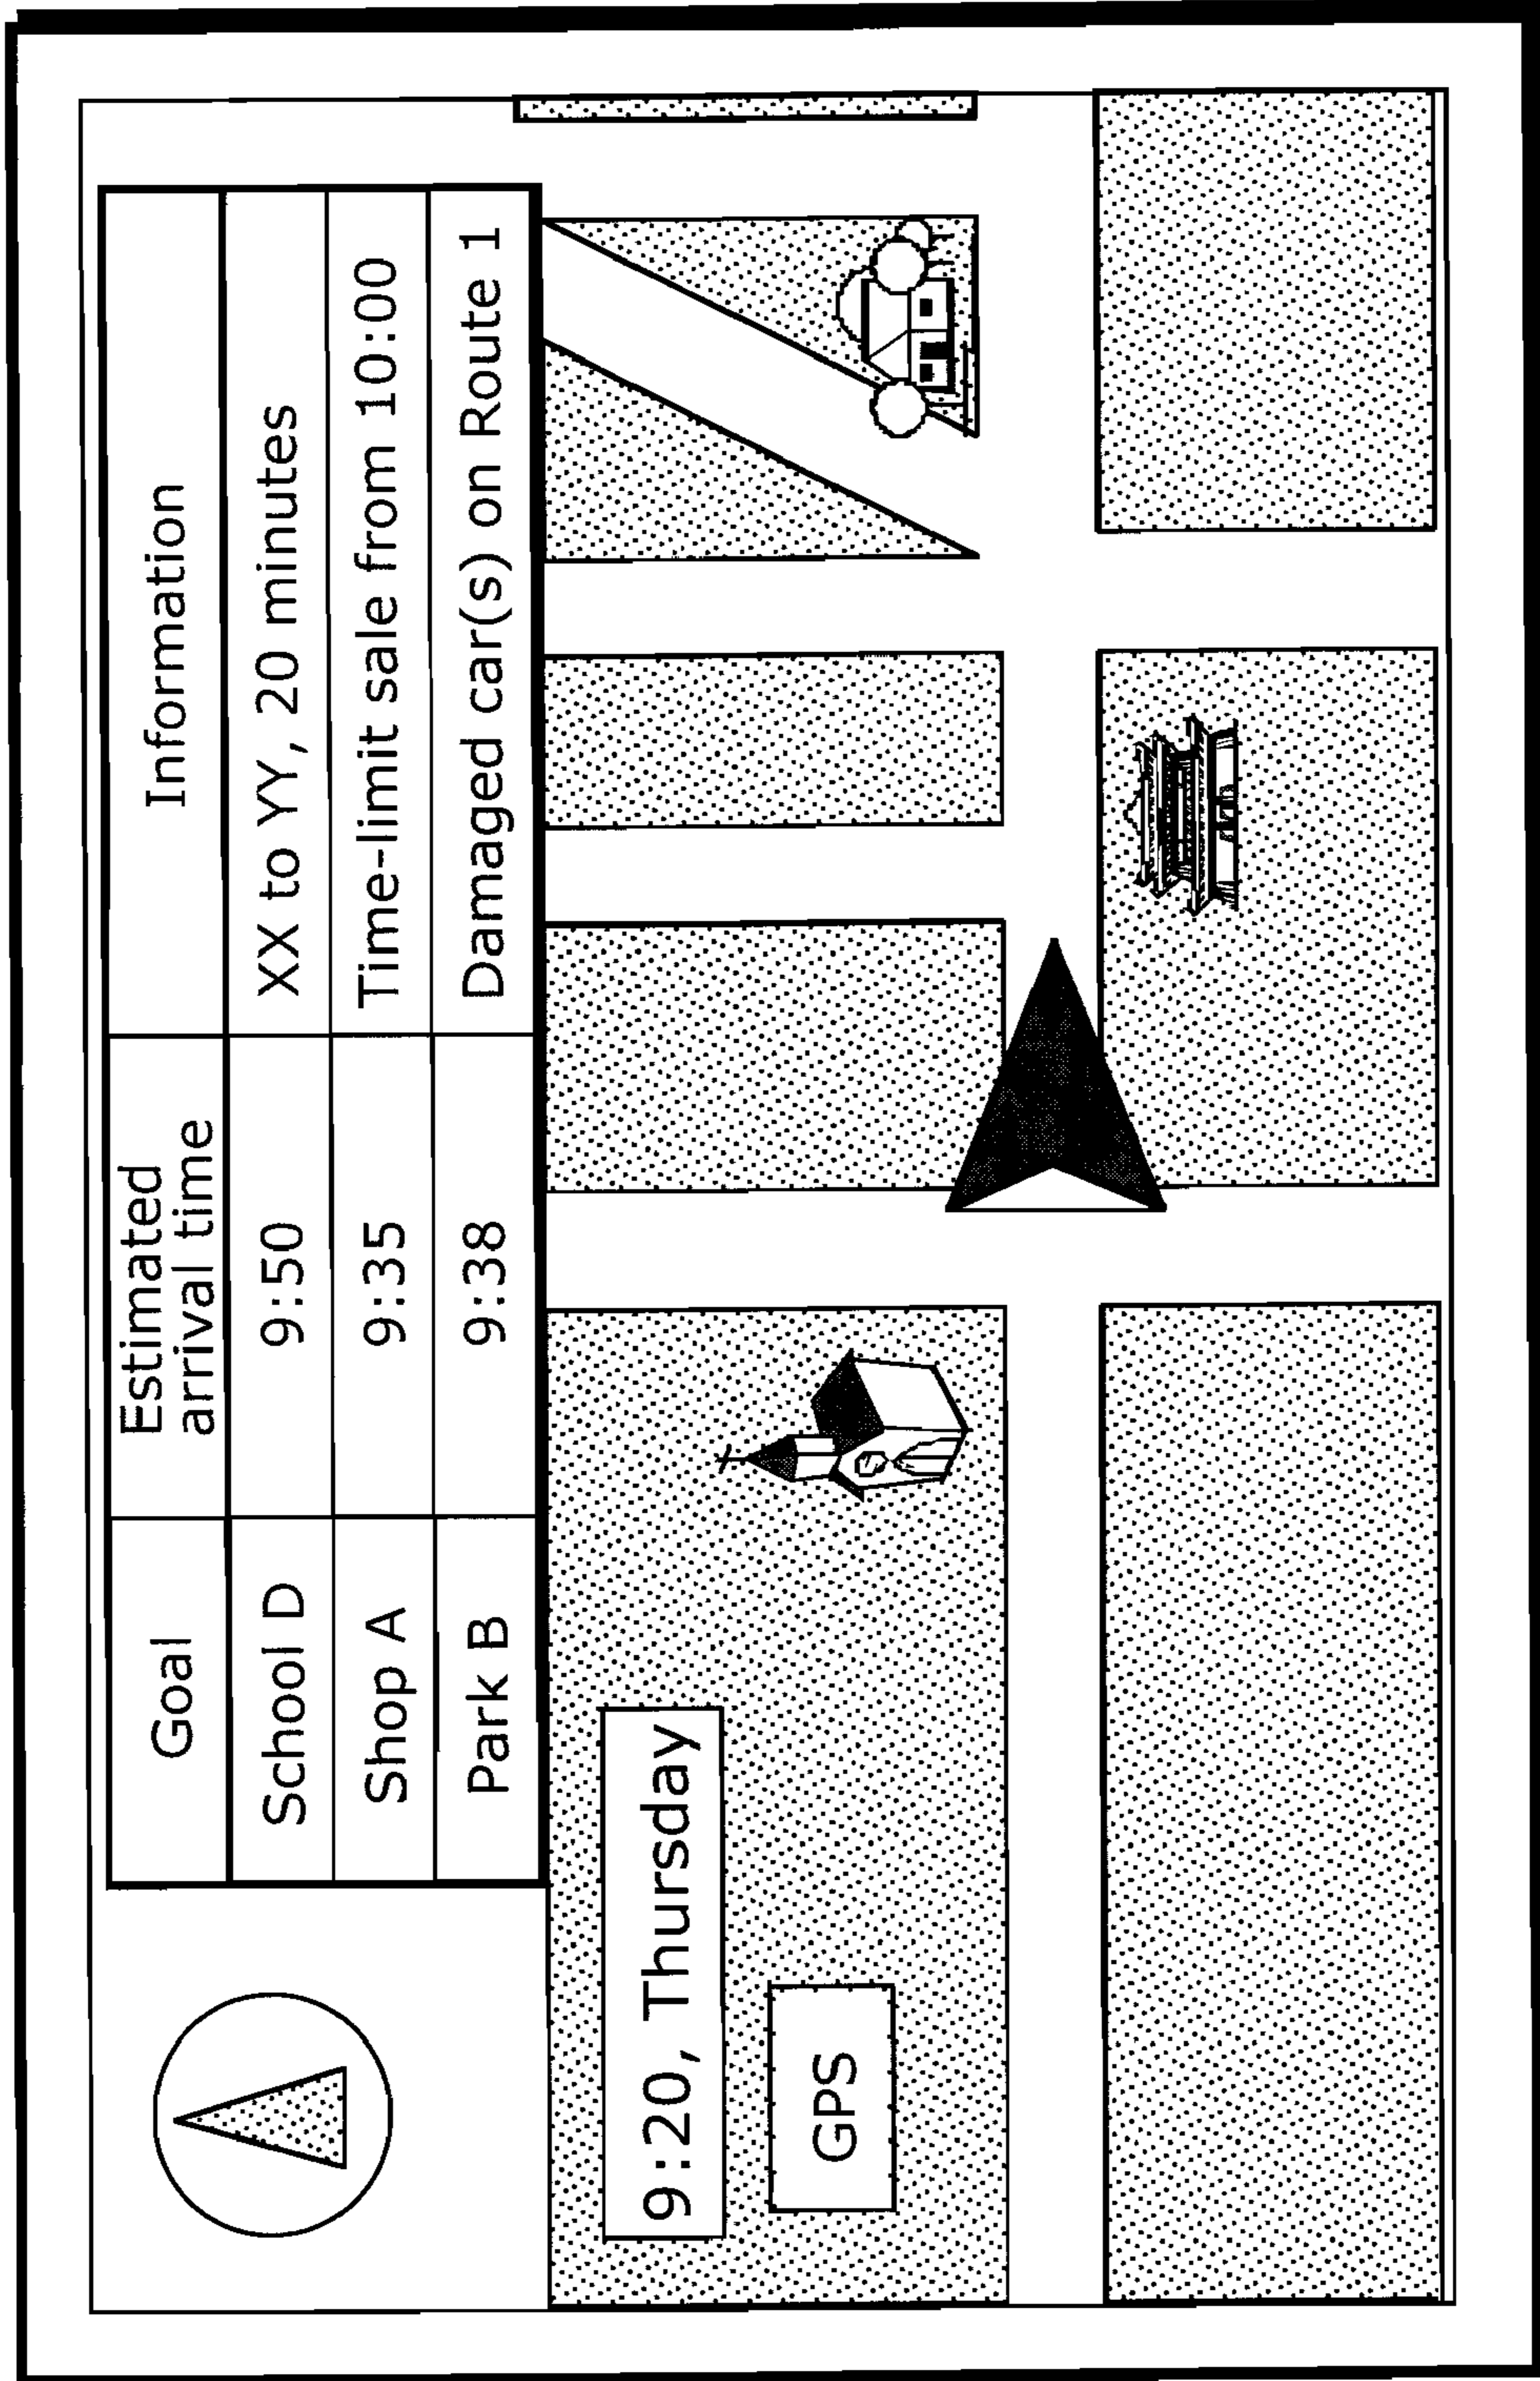 Goal
Estimated
arrival time
Information
School D
9:50
XX to YY, 20 minutes
Shop A
9:35
Time-limit sale from 10:00
Park B
9:38
Damaged car(s) on Route 1
9:20, Thursday
GPS